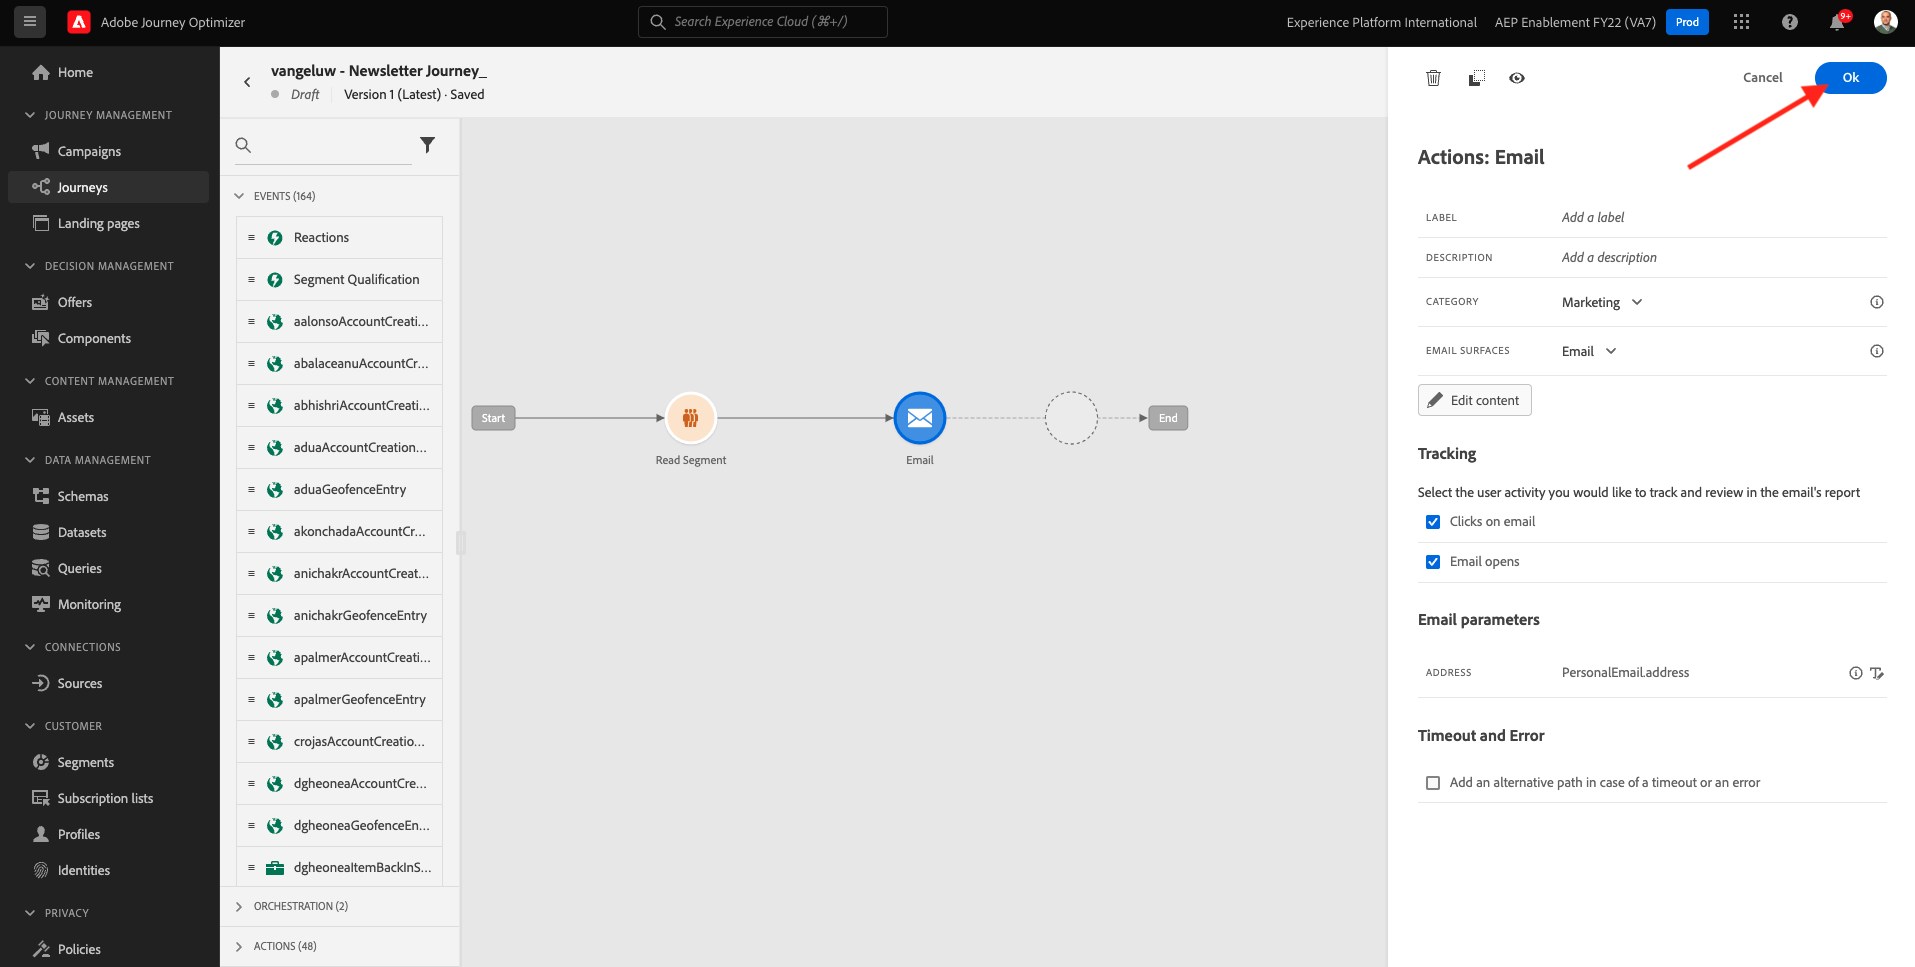 Adobe Journey Optimizer
Search Experience Cloud (⌘+/)
Experience Platform International
AEP Enablement FY22 (VA7)
Prod
9+
Home
JOURNEY MANAGEMENT
Campaigns
Journeys
Landing pages
DECISION MANAGEMENT
Offers
Components
CONTENT MANAGEMENT
Assets
DATA MANAGEMENT
Schemas
Datasets
Queries
Monitoring
CONNECTIONS
Sources
CUSTOMER
Segments
Subscription lists
Profiles
Identities
PRIVACY
Policies
vangeluw - Newsletter Journey_
Draft
Version 1 (Latest) · Saved
EVENTS (164)
Reactions
Segment Qualification
aalonsoAccountCreati...
abalaceanuAccountCr...
abhishriAccountCreati...
aduaAccountCreation...
aduaGeofenceEntry
akonchadaAccountCr...
anichakrAccountCreat...
anichakrGeofenceEntry
apalmerAccountCreati...
apalmerGeofenceEntry
crojasAccountCreatio...
dgheoneaAccountCre...
dgheoneaGeofenceEn...
dgheoneaItemBackInS...
ORCHESTRATION (2)
ACTIONS (48)
Start
Read Segment
Email
End
Cancel
Ok
Actions: Email
LABEL
Add a label
DESCRIPTION
Add a description
CATEGORY
Marketing
EMAIL SURFACES
Email
Edit content
Tracking
Select the user activity you would like to track and review in the email's report
Clicks on email
Email opens
Email parameters
ADDRESS
PersonalEmail.address
Timeout and Error
Add an alternative path in case of a timeout or an error